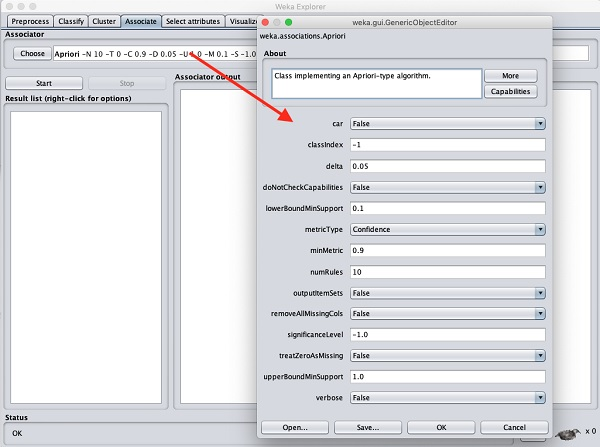 Weka Explorer
Preprocess Classify Cluster Associate Select attributes Visualize
Associator
Choose Apriori -N 10 -T 0 -C 0.9 -D 0.05 -U 1.0 -M 0.1 -S -1.0
Start Stop
Associator output
Result list (right-click for options)
Status
OK
x 0
weka.gui.GenericObjectEditor
weka.associations.Apriori
About
Class implementing an Apriori-type algorithm.
More
Capabilities
car False
classIndex -1
delta 0.05
doNotCheckCapabilities False
lowerBoundMinSupport 0.1
metricType Confidence
minMetric 0.9
numRules 10
outputItemSets False
removeAllMissingCols False
significanceLevel -1.0
treatZeroAsMissing False
upperBoundMinSupport 1.0
verbose False
Open... Save... OK Cancel